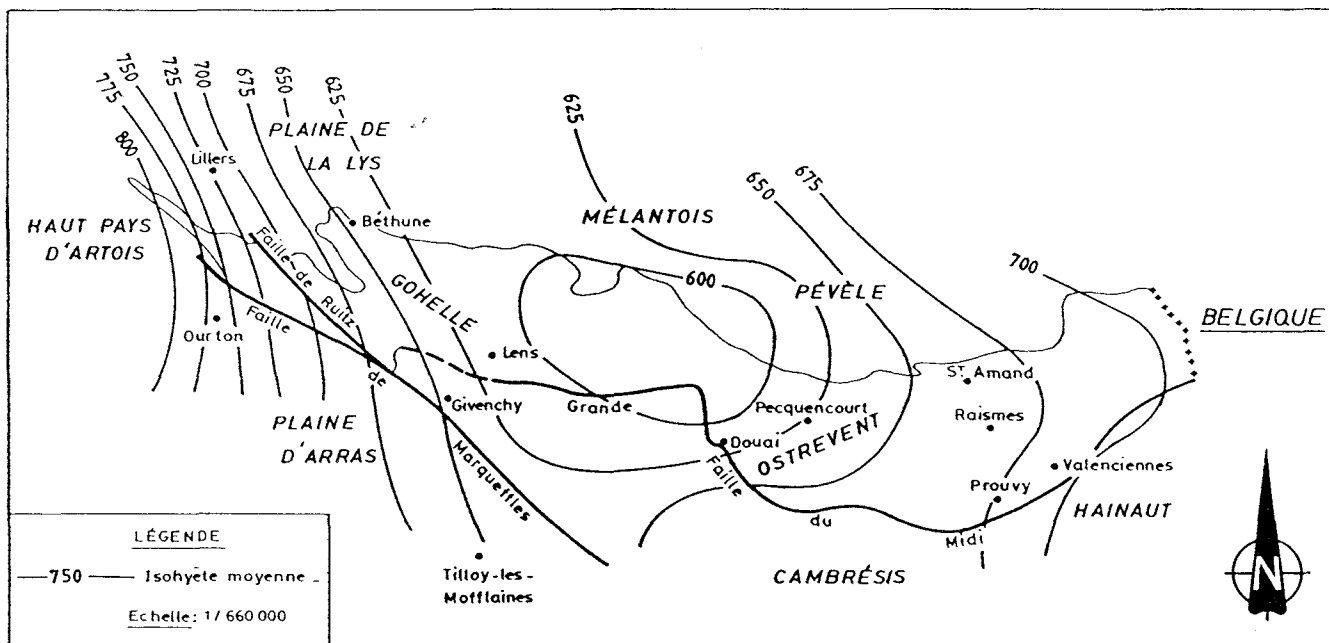 800
775
750
725
700
675
650
625
625
650
675
700
600
PLAINE DE
LA LYS
Lillers
Béthune
HAUT PAYS
D'ARTOIS
MÉLANTOIS
PÉVÈLE
BELGIQUE
GOHELLE
Faille de Ruitz
Ourton
Lens
Givenchy
Faille de Marqueffles
Grande Faille du Midi
Pecquencourt
Douai
OSTREVENT
St Amand
Raismes
Valenciennes
Prouvy
HAINAUT
PLAINE
D'ARRAS
Tilloy-les-
Mofflaines
CAMBRÉSIS
N
LÉGENDE
750 Isohyète moyenne
Echelle: 1/660 000